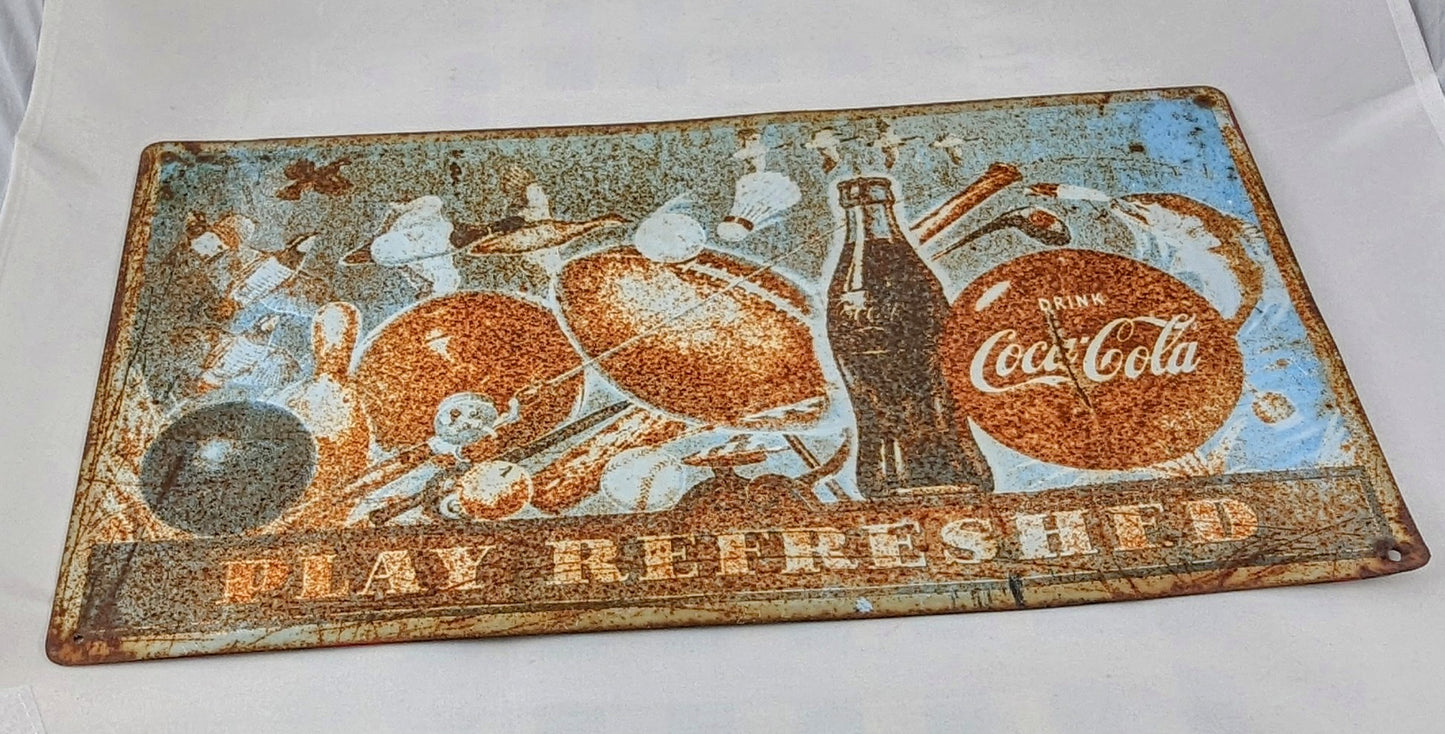 DRINK
Coca-Cola
PLAY REFRESHED